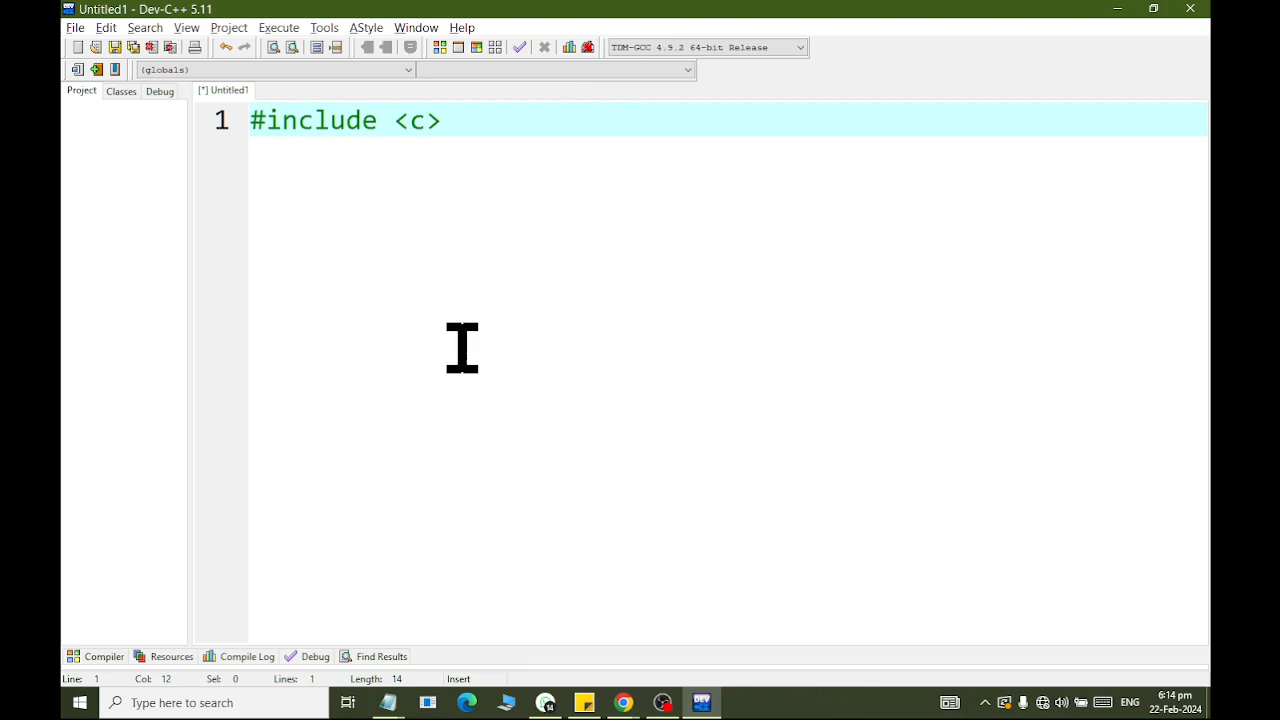 Untitled1 - Dev-C++ 5.11
File Edit Search View Project Execute Tools AStyle Window Help
TDM-GCC 4.9.2 64-bit Release
(globals)
Project Classes Debug [*] Untitled1
1 #include <c>
Compiler Resources Compile Log Debug Find Results
Line: 1 Col: 12 Sel: 0 Lines: 1 Length: 14 Insert
Type here to search
ENG
6:14 pm
22-Feb-2024